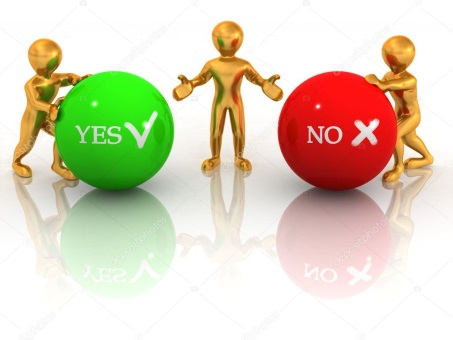 YES ✓
NO ✗